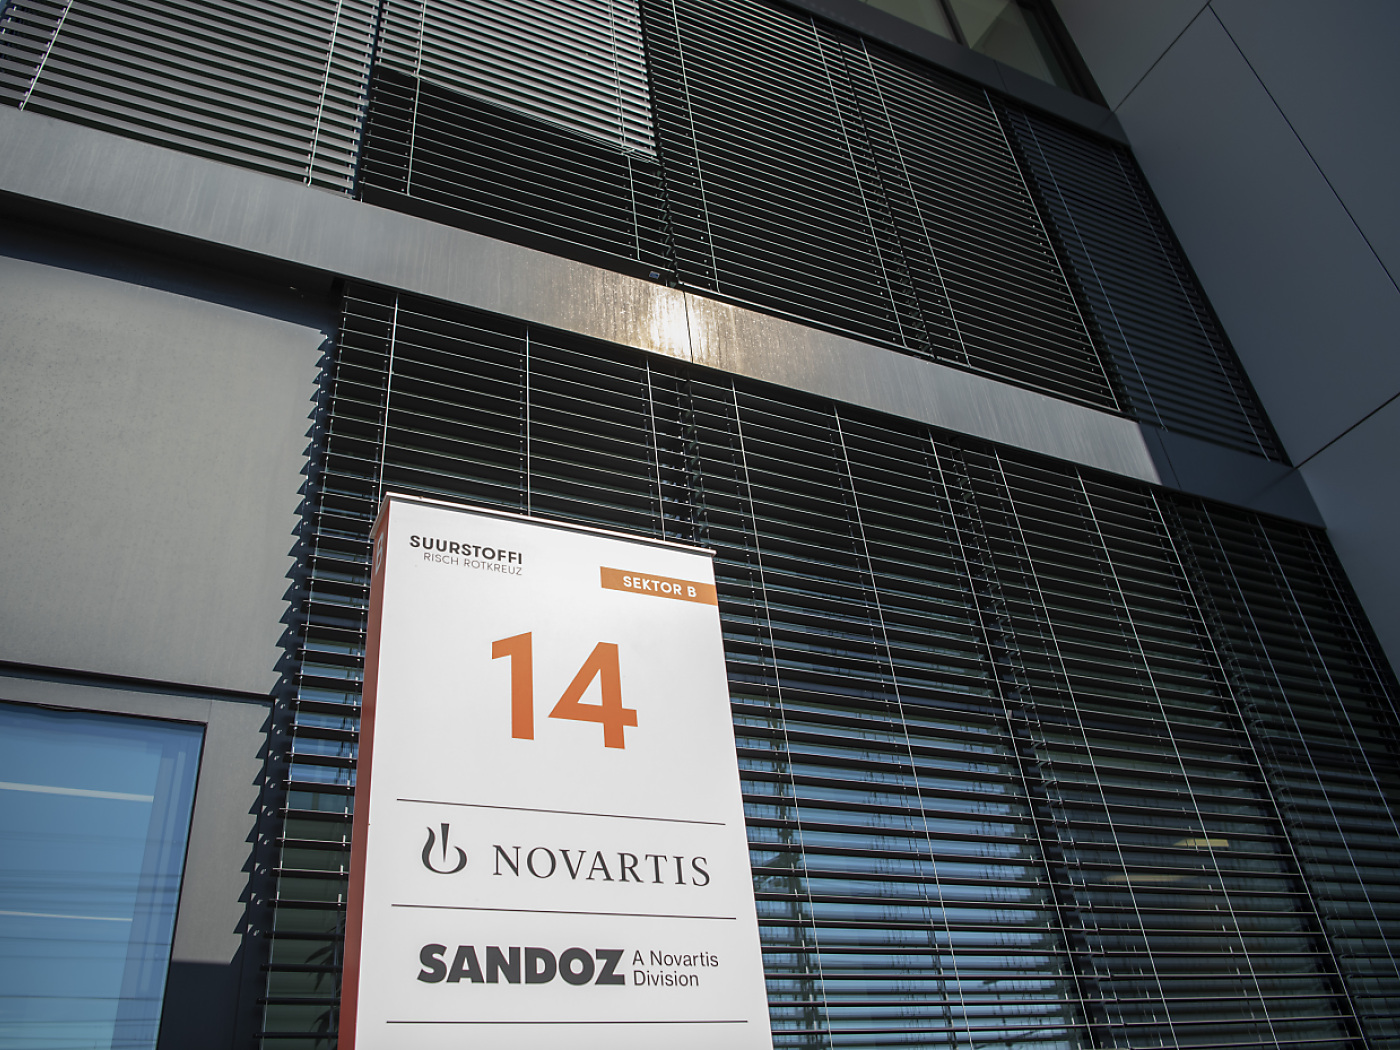 SUURSTOFFI
RISCH ROTKREUZ
SEKTOR B
14
NOVARTIS
SANDOZ A Novartis
Division